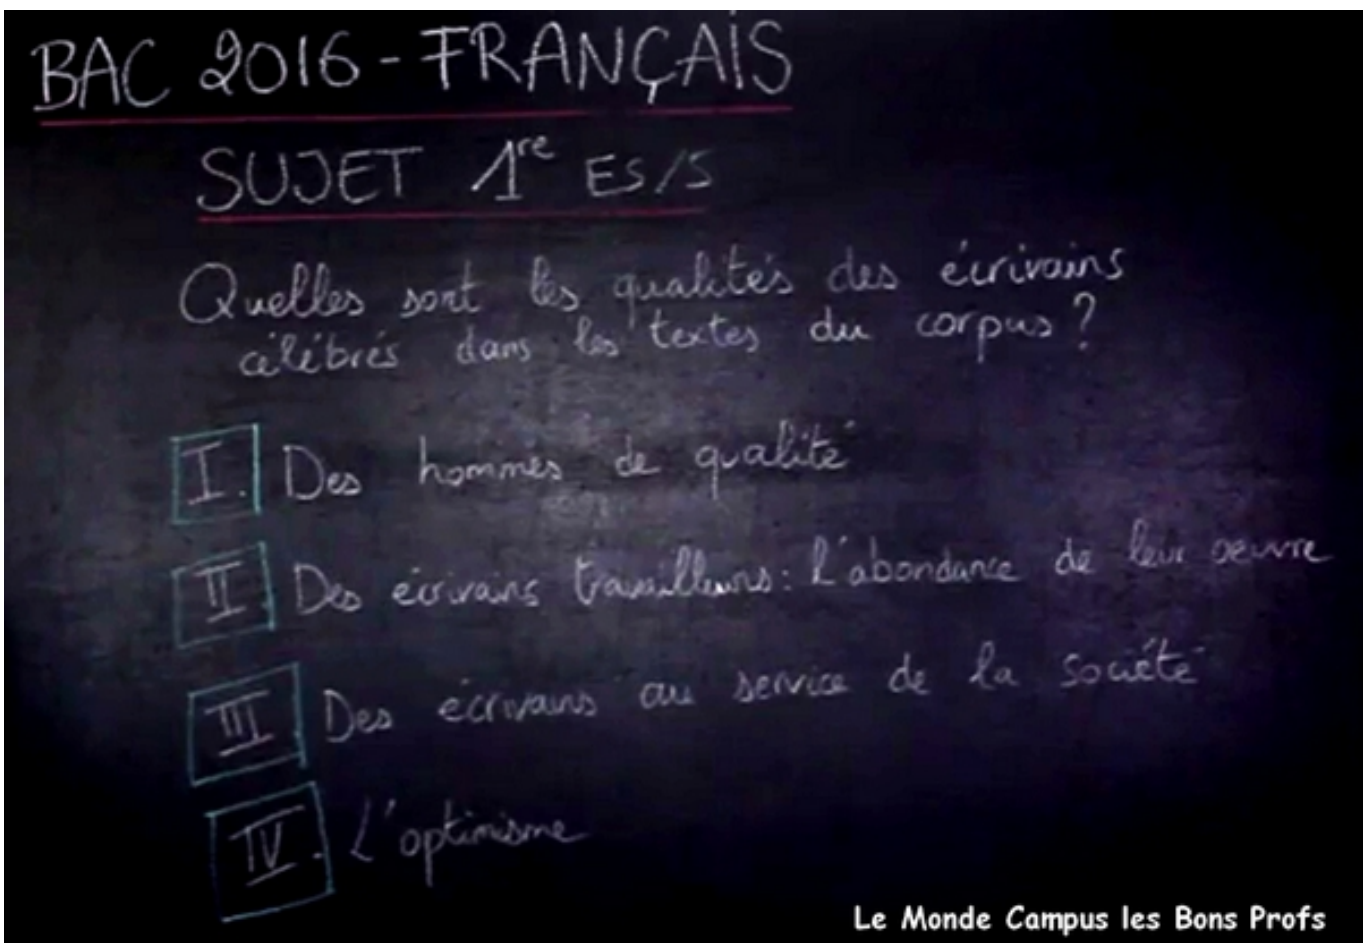 BAC 2016 - FRANÇAIS
SUJET 1re ES/S
Quelles sont les qualités des écrivains
célébrés dans les textes du corpus ?
I. Des hommes de qualité
II Des écrivains travailleurs : l'abondance de leur oeuvre
III Des écrivains au service de la société
IV. L'optimisme
Le Monde Campus les Bons Profs